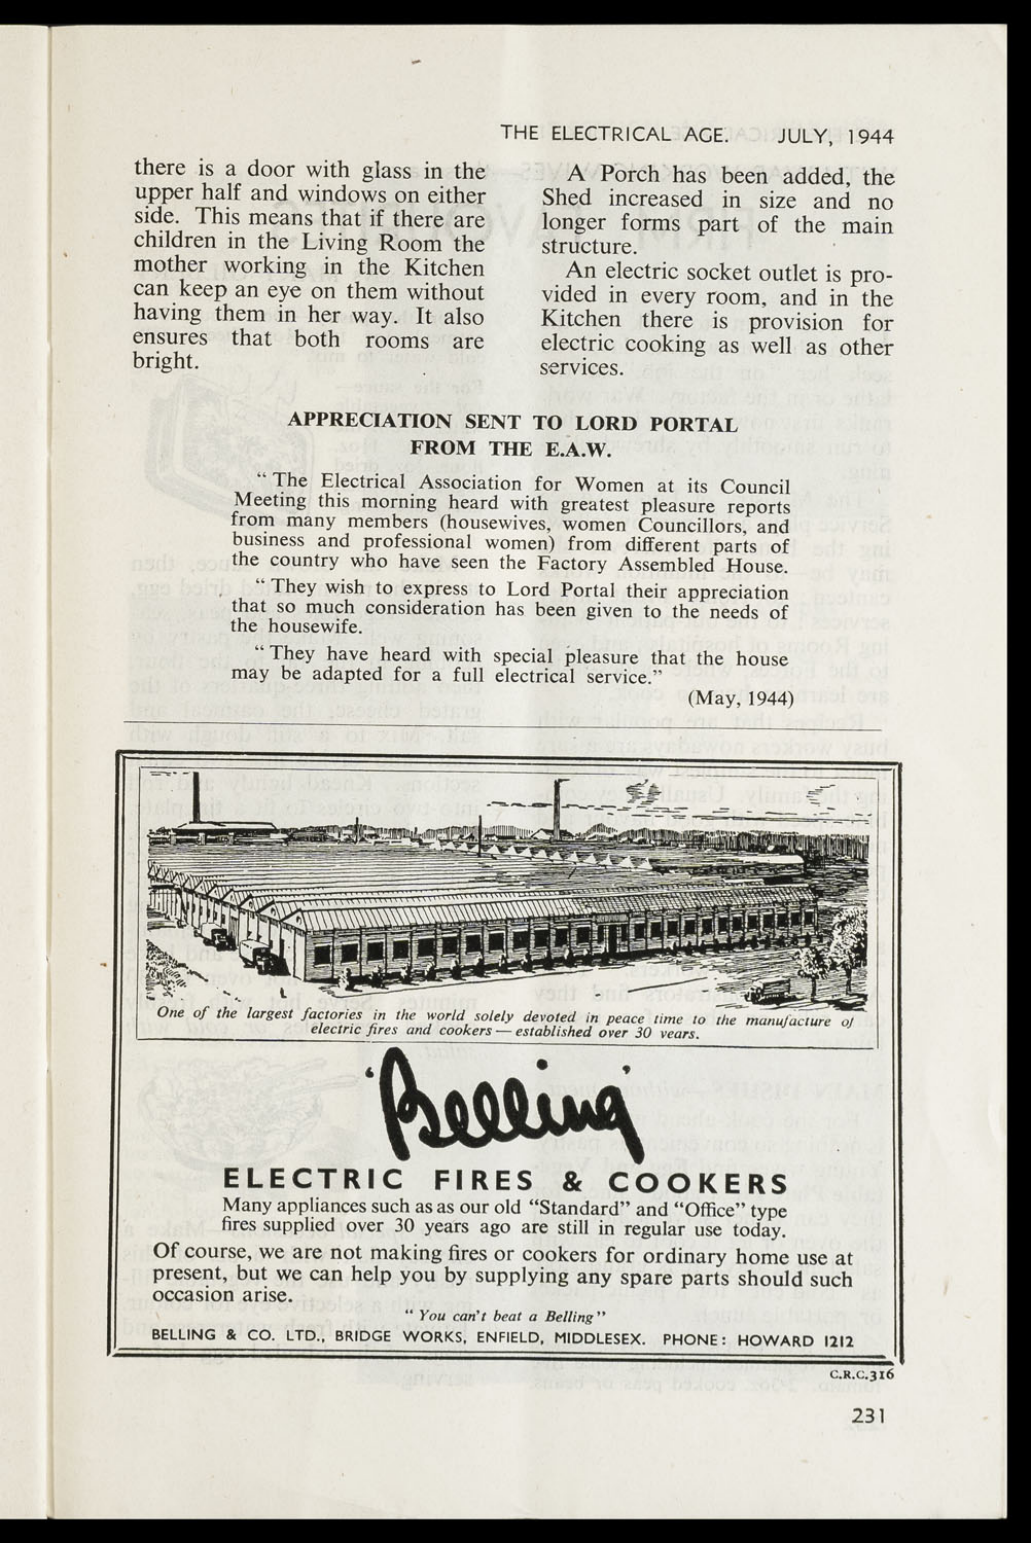 THE ELECTRICAL AGE. JULY, 1944
there is a door with glass in the
upper half and windows on either
side. This means that if there are
children in the Living Room the
mother working in the Kitchen
can keep an eye on them without
having them in her way. It also
ensures that both rooms are
bright.
A Porch has been added, the
Shed increased in size and no
longer forms part of the main
structure.
An electric socket outlet is pro-
vided in every room, and in the
Kitchen there is provision for
electric cooking as well as other
services.
APPRECIATION SENT TO LORD PORTAL
FROM THE E.A.W.
“ The Electrical Association for Women at its Council
Meeting this morning heard with greatest pleasure reports
from many members (housewives, women Councillors, and
business and professional women) from different parts of
the country who have seen the Factory Assembled House.
“ They wish to express to Lord Portal their appreciation
that so much consideration has been given to the needs of
the housewife.
“ They have heard with special pleasure that the house
may be adapted for a full electrical service.”
(May, 1944)
One of the largest factories in the world solely devoted in peace time to the manufacture of
electric fires and cookers — established over 30 years.
‘Belling’
ELECTRIC FIRES & COOKERS
Many appliances such as as our old “Standard” and “Office” type
fires supplied over 30 years ago are still in regular use today.
Of course, we are not making fires or cookers for ordinary home use at
present, but we can help you by supplying any spare parts should such
occasion arise.
“ You can't beat a Belling ”
BELLING & CO. LTD., BRIDGE WORKS, ENFIELD, MIDDLESEX. PHONE: HOWARD 1212
C.R.C.316
231